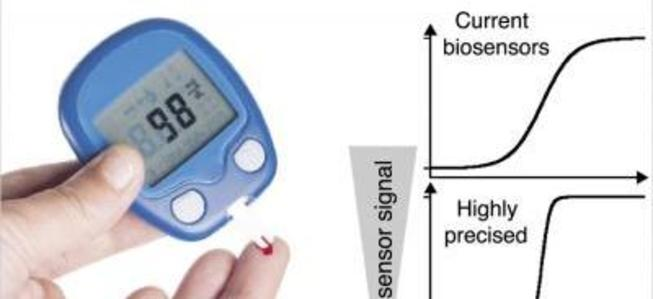 98
Current
biosensors
sensor signal
Highly
precised